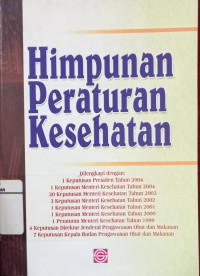 Himpunan
Peraturan
Kesehatan
Dilengkapi dengan:
1 Keputusan Presiden Tahun 2004
1 Keputusan Menteri Kesehatan Tahun 2004
20 Keputusan Menteri Kesehatan Tahun 2003
3 Keputusan Menteri Kesehatan Tahun 2002
1 Keputusan Menteri Kesehatan Tahun 2001
1 Keputusan Menteri Kesehatan Tahun 2000
1 Peraturan Menteri Kesehatan Tahun 1999
6 Keputusan Direktur Jenderal Pengawasan Obat dan Makanan
7 Keputusan Kepala Badan Pengawasan Obat dan Makanan